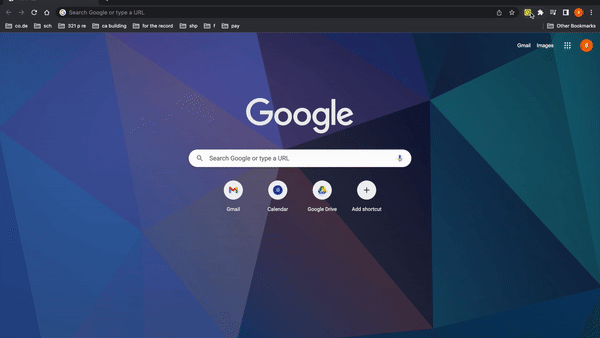 Search Google or type a URL
co.de sch 321 p re ca building for the record shp f pay Other Bookmarks
Gmail Images
Google
Search Google or type a URL
Gmail Calendar Google Drive Add shortcut